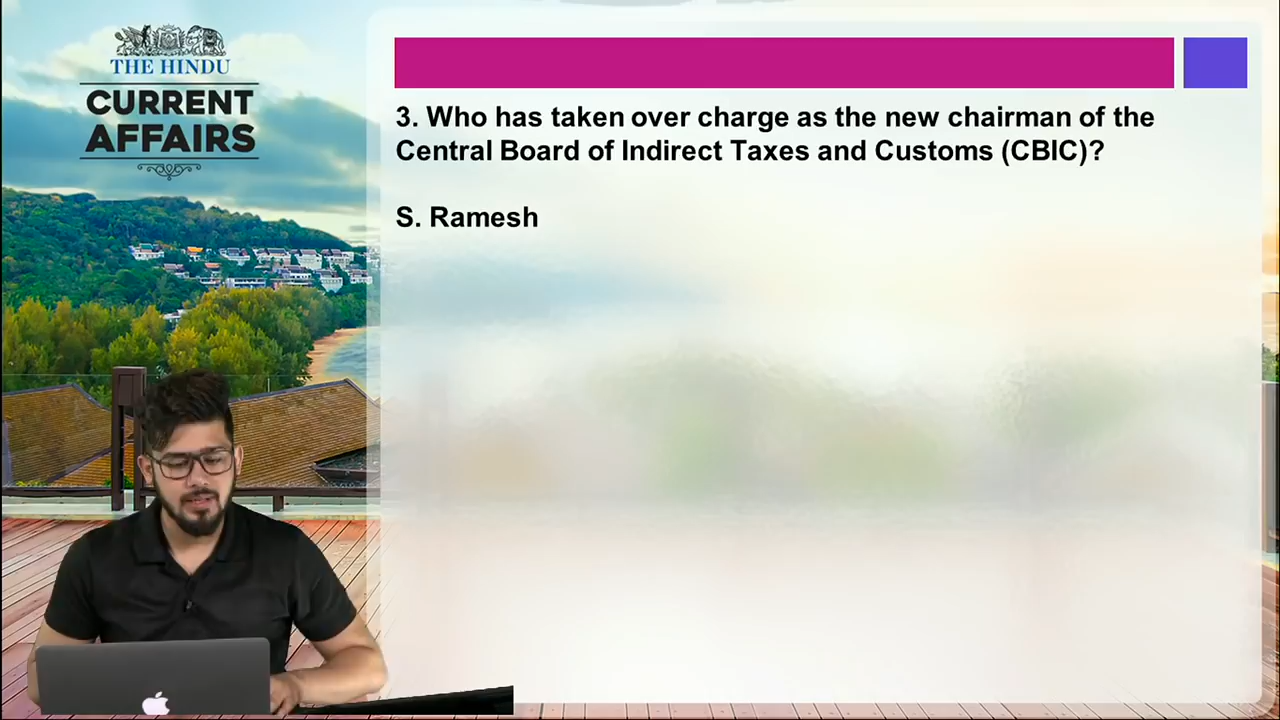 THE HINDU
CURRENT
AFFAIRS
3. Who has taken over charge as the new chairman of the
Central Board of Indirect Taxes and Customs (CBIC)?
S. Ramesh